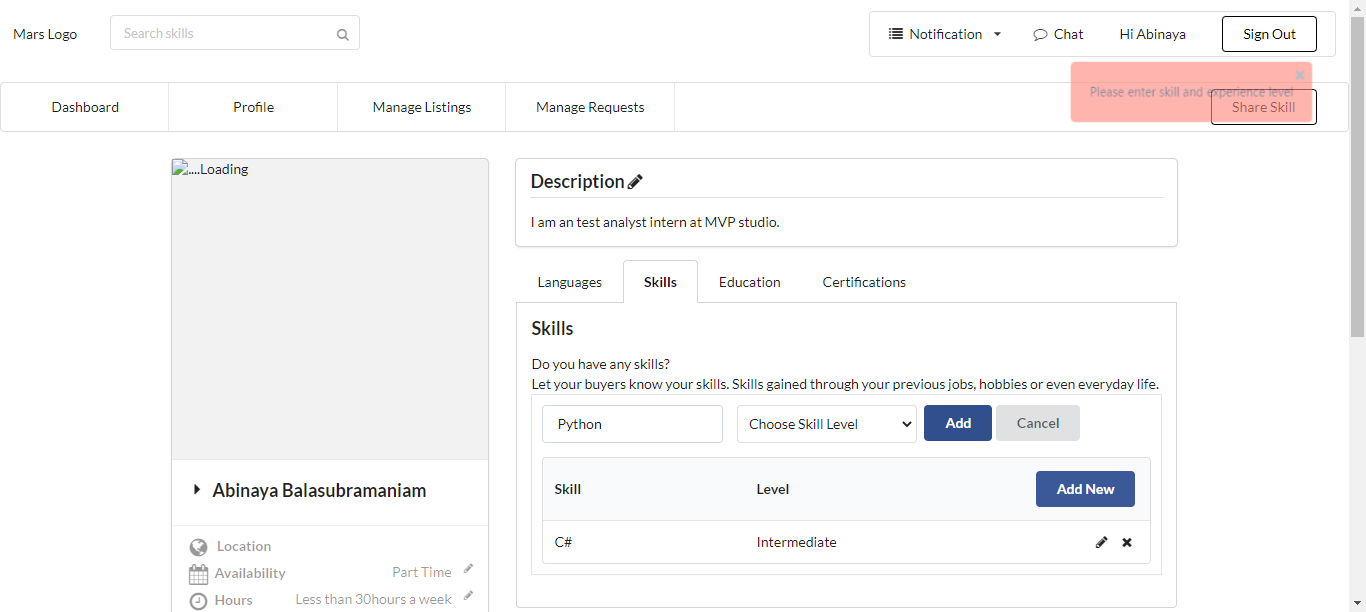 Mars Logo
Search skills
Notification
Chat
Hi Abinaya
Sign Out
Please enter skill and experience level
Dashboard
Profile
Manage Listings
Manage Requests
Share Skill
....Loading
Description
I am an test analyst intern at MVP studio.
Languages
Skills
Education
Certifications
Skills
Do you have any skills?
Let your buyers know your skills. Skills gained through your previous jobs, hobbies or even everyday life.
Python
Choose Skill Level
Add
Cancel
Skill
Level
Add New
C#
Intermediate
Abinaya Balasubramaniam
Location
Availability
Part Time
Hours
Less than 30hours a week